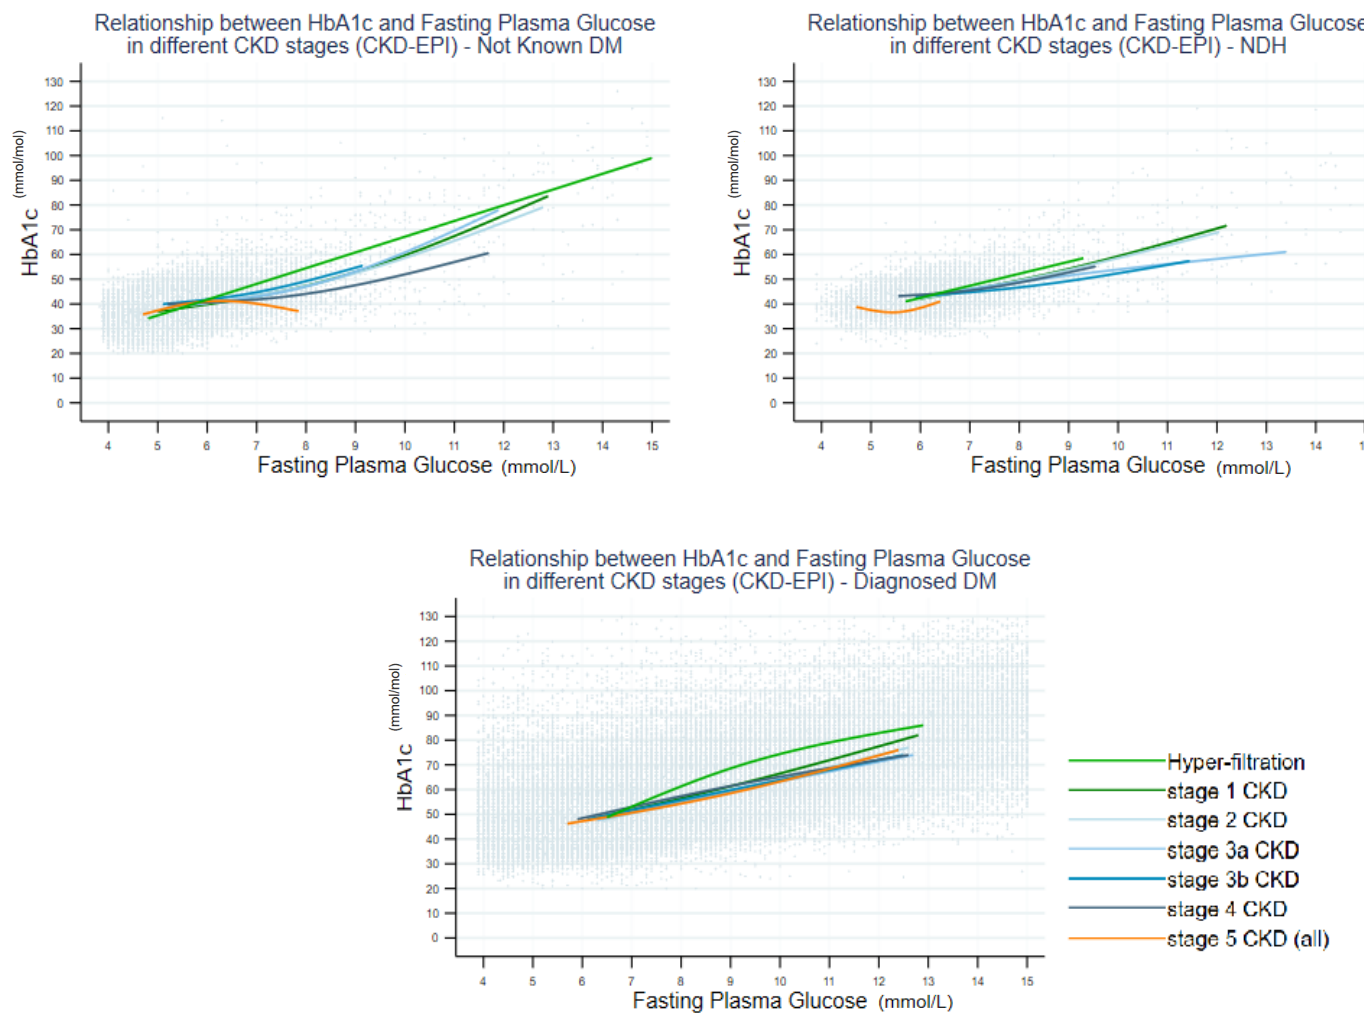 Relationship between HbA1c and Fasting Plasma Glucose
in different CKD stages (CKD-EPI) - Not Known DM
130
120
110
100
90
80
70
60
50
40
30
20
10
0
HbA1c (mmol/mol)
4 5 6 7 8 9 10 11 12 13 14 15
Fasting Plasma Glucose (mmol/L)
Relationship between HbA1c and Fasting Plasma Glucose
in different CKD stages (CKD-EPI) - NDH
130
120
110
100
90
80
70
60
50
40
30
20
10
0
HbA1c (mmol/mol)
4 5 6 7 8 9 10 11 12 13 14
Fasting Plasma Glucose (mmol/L)
Relationship between HbA1c and Fasting Plasma Glucose
in different CKD stages (CKD-EPI) - Diagnosed DM
130
120
110
100
90
80
70
60
50
40
30
20
10
0
HbA1c (mmol/mol)
4 5 6 7 8 9 10 11 12 13 14 15
Fasting Plasma Glucose (mmol/L)
Hyper-filtration
stage 1 CKD
stage 2 CKD
stage 3a CKD
stage 3b CKD
stage 4 CKD
stage 5 CKD (all)